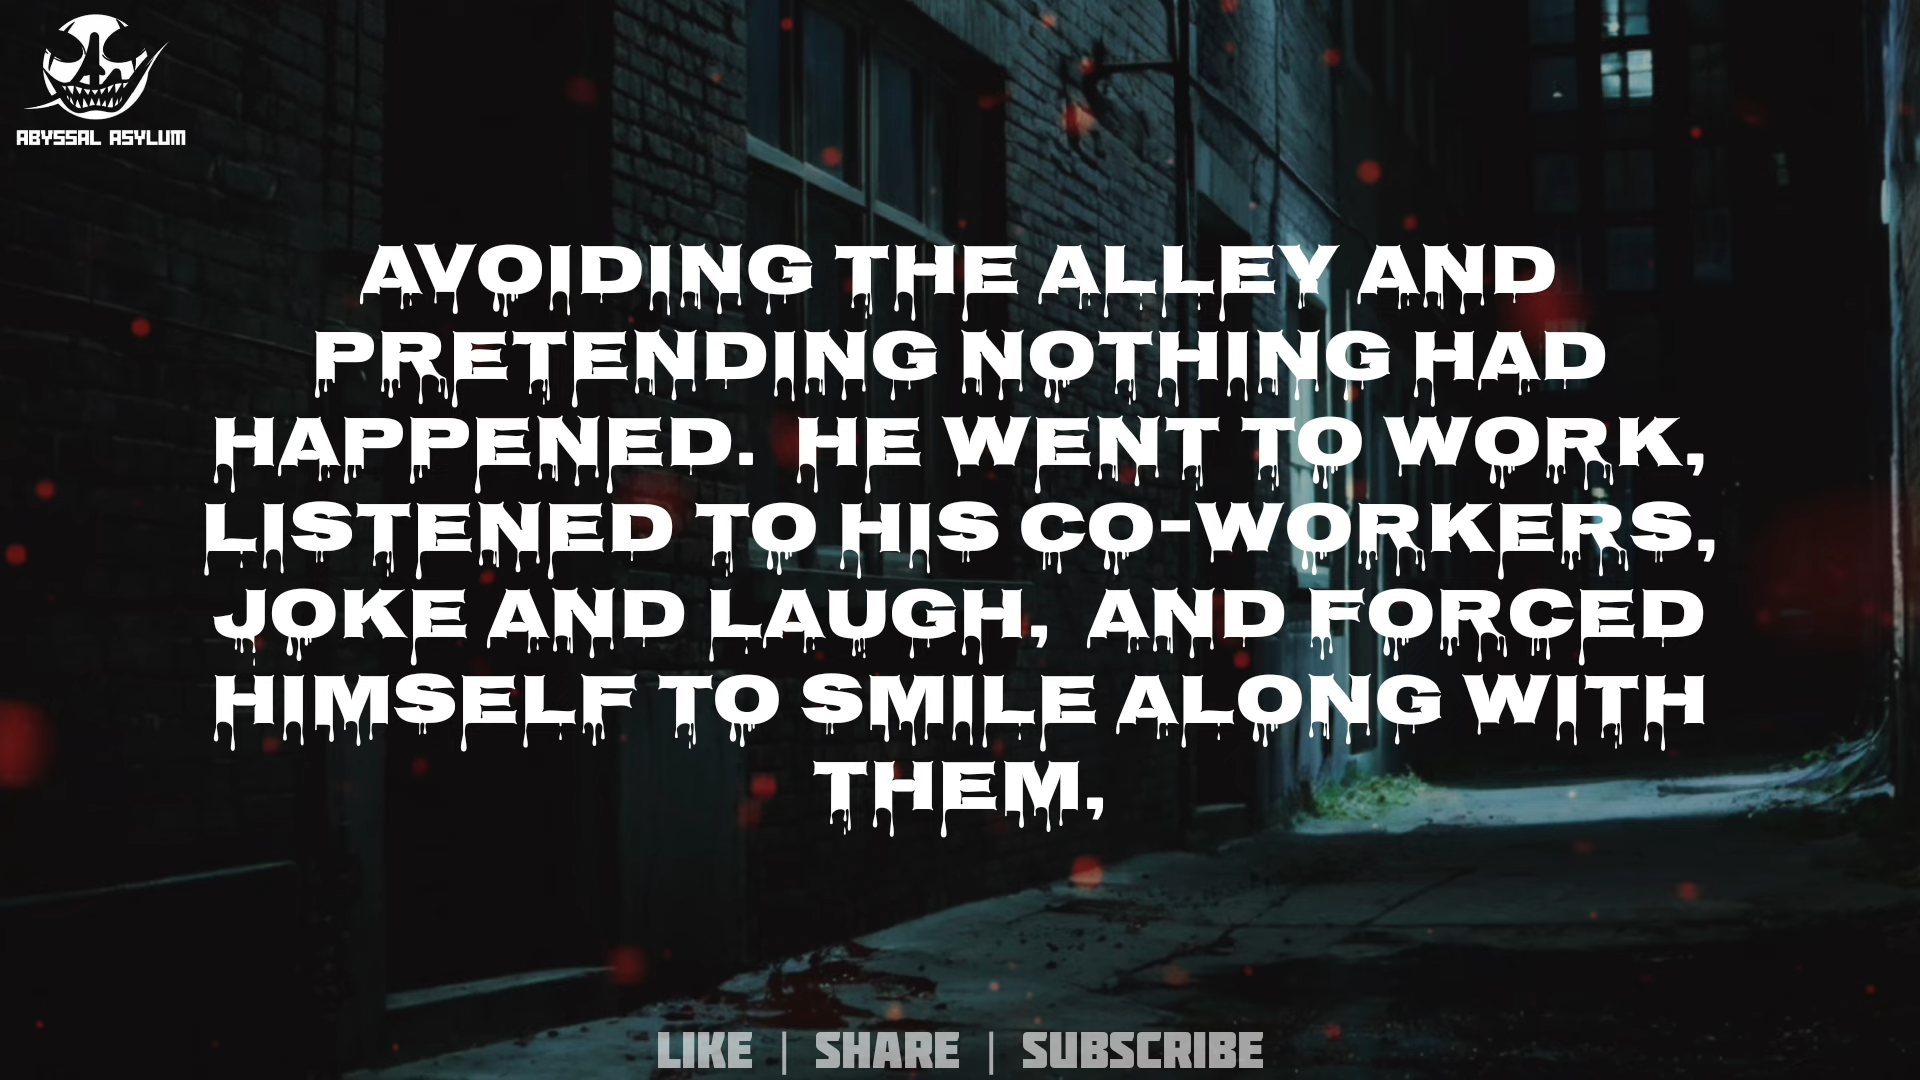 ABYSSAL ASYLUM
AVOIDING THE ALLEY AND
PRETENDING NOTHING HAD
HAPPENED. HE WENT TO WORK,
LISTENED TO HIS CO-WORKERS,
JOKE AND LAUGH, AND FORCED
HIMSELF TO SMILE ALONG WITH
THEM,
LIKE | SHARE | SUBSCRIBE